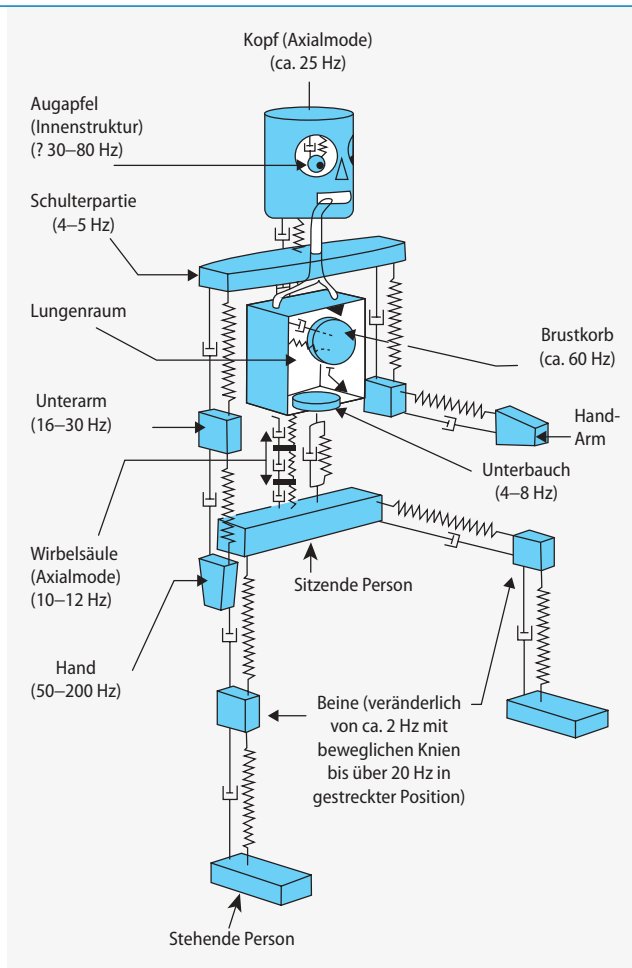 Kopf (Axialmode)
(ca. 25 Hz)
Augapfel
(Innenstruktur)
(? 30–80 Hz)
Schulterpartie
(4–5 Hz)
Lungenraum
Brustkorb
(ca. 60 Hz)
Unterarm
(16–30 Hz)
Hand-
Arm
Unterbauch
(4–8 Hz)
Wirbelsäule
(Axialmode)
(10–12 Hz)
Sitzende Person
Hand
(50–200 Hz)
Beine (veränderlich
von ca. 2 Hz mit
beweglichen Knien
bis über 20 Hz in
gestreckter Position)
Stehende Person